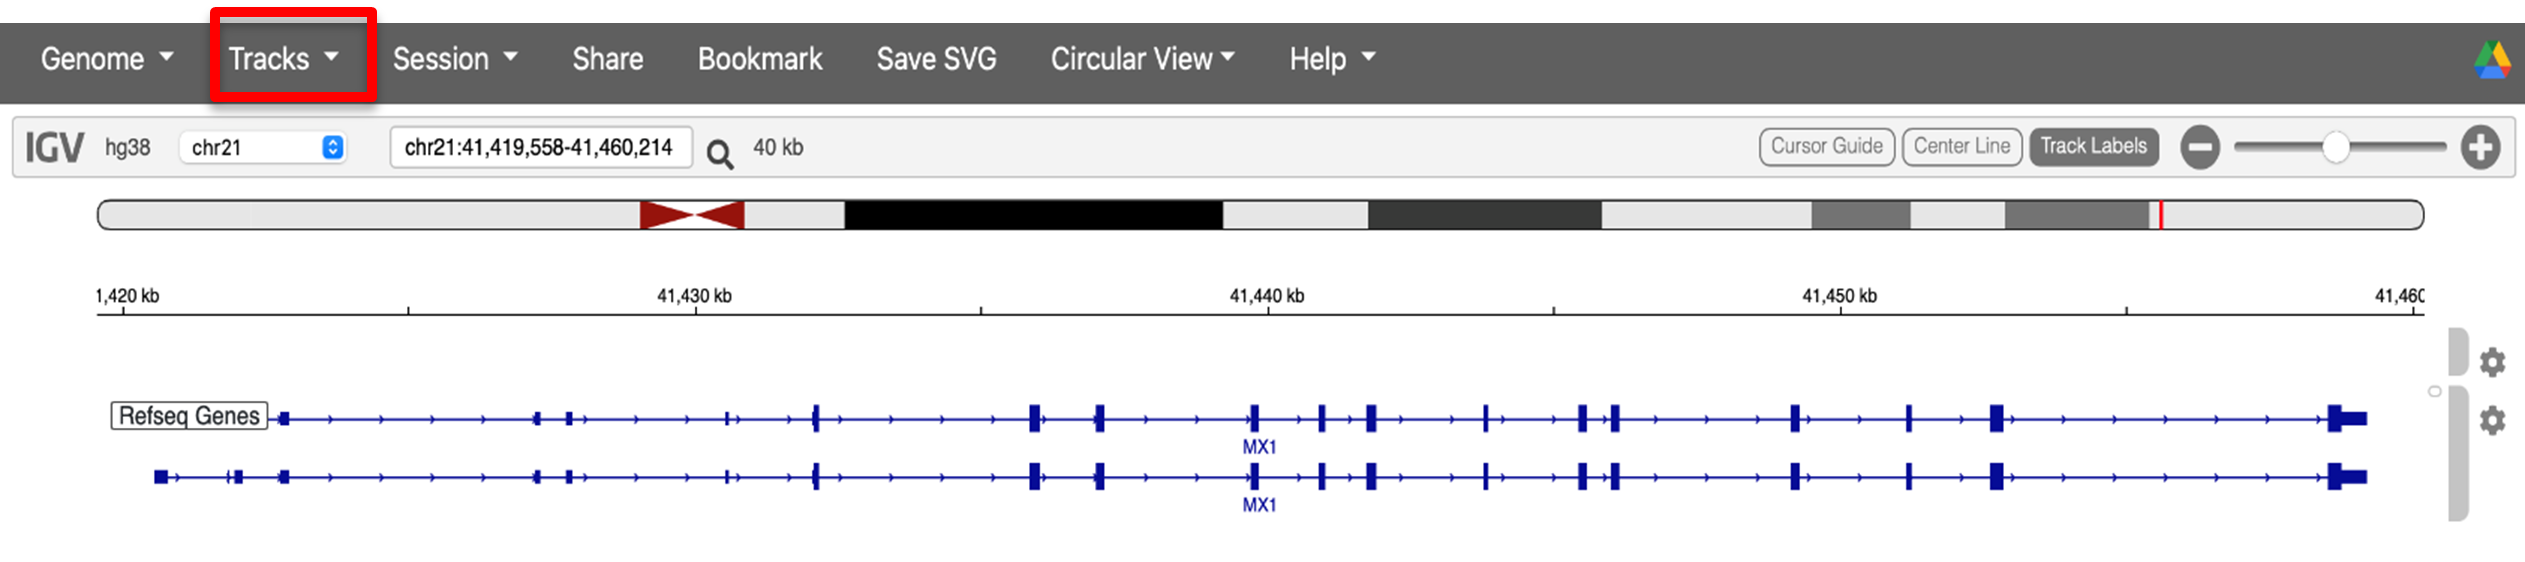 Genome Tracks Session Share Bookmark Save SVG Circular View Help
IGV hg38 chr21 chr21:41,419,558-41,460,214 40 kb Cursor Guide Center Line Track Labels
1,420 kb 41,430 kb 41,440 kb 41,450 kb 41,460
Refseq Genes
MX1
MX1